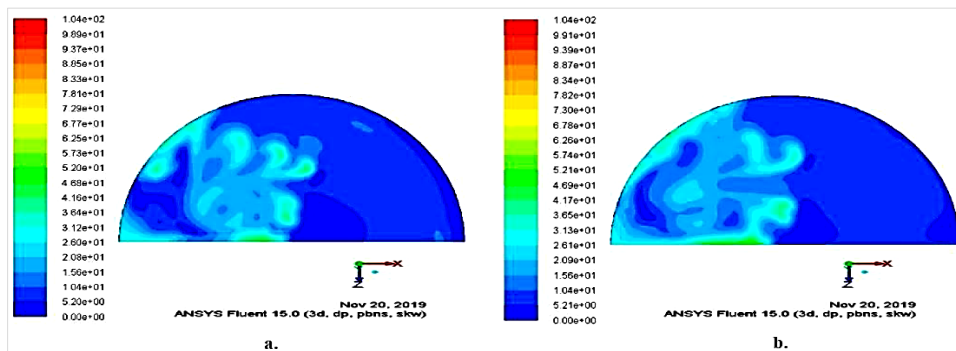 1.04e+02
9.89e+01
9.37e+01
8.85e+01
8.33e+01
7.81e+01
7.29e+01
6.77e+01
6.25e+01
5.73e+01
5.20e+01
4.68e+01
4.16e+01
3.64e+01
3.12e+01
2.60e+01
2.08e+01
1.56e+01
1.04e+01
5.20e+00
0.00e+00
X
Z
Nov 20, 2019
ANSYS Fluent 15.0 (3d, dp, pbns, skw)
a.
1.04e+02
9.91e+01
9.39e+01
8.87e+01
8.34e+01
7.82e+01
7.30e+01
6.78e+01
6.26e+01
5.74e+01
5.21e+01
4.69e+01
4.17e+01
3.65e+01
3.13e+01
2.61e+01
2.09e+01
1.56e+01
1.04e+01
5.21e+00
0.00e+00
X
Z
Nov 20, 2019
ANSYS Fluent 15.0 (3d, dp, pbns, skw)
b.